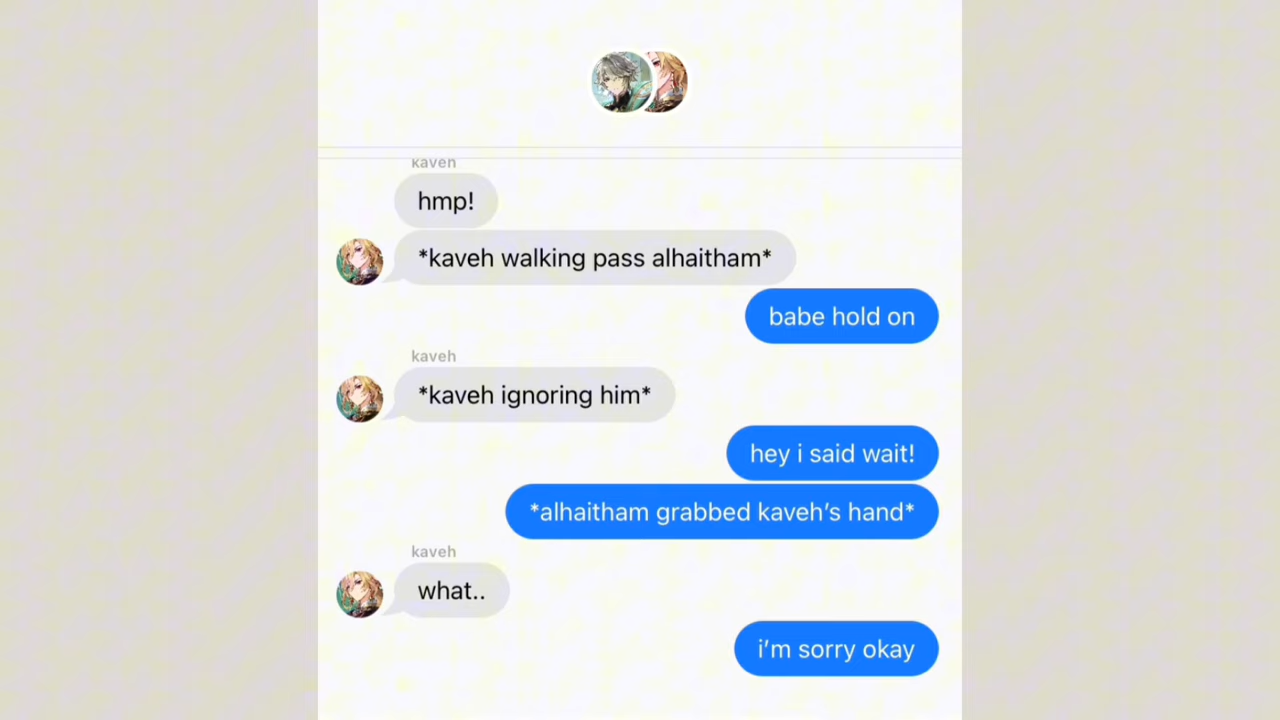 kaveh
hmp!
*kaveh walking pass alhaitham*
babe hold on
kaveh
*kaveh ignoring him*
hey i said wait!
*alhaitham grabbed kaveh’s hand*
kaveh
what..
i’m sorry okay